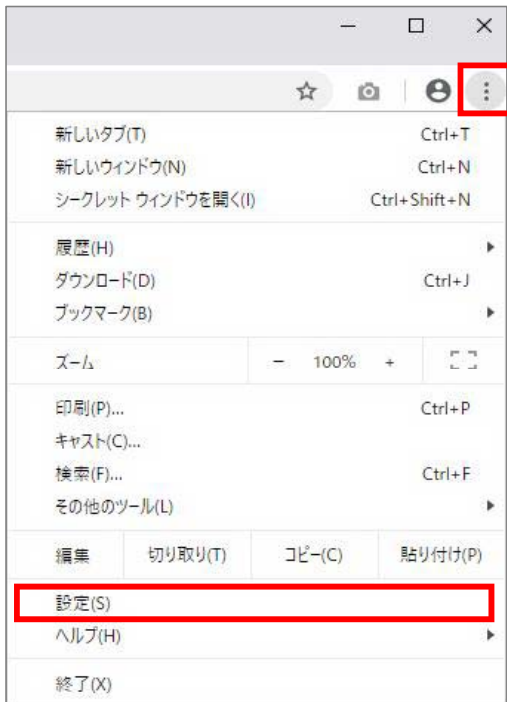 新しいタブ(T) Ctrl+T
新しいウィンドウ(N) Ctrl+N
シークレット ウィンドウを開く(I) Ctrl+Shift+N
履歴(H)
ダウンロード(D) Ctrl+J
ブックマーク(B)
ズーム − 100% +
印刷(P)... Ctrl+P
キャスト(C)...
検索(F)... Ctrl+F
その他のツール(L)
編集 切り取り(T) コピー(C) 貼り付け(P)
設定(S)
ヘルプ(H)
終了(X)